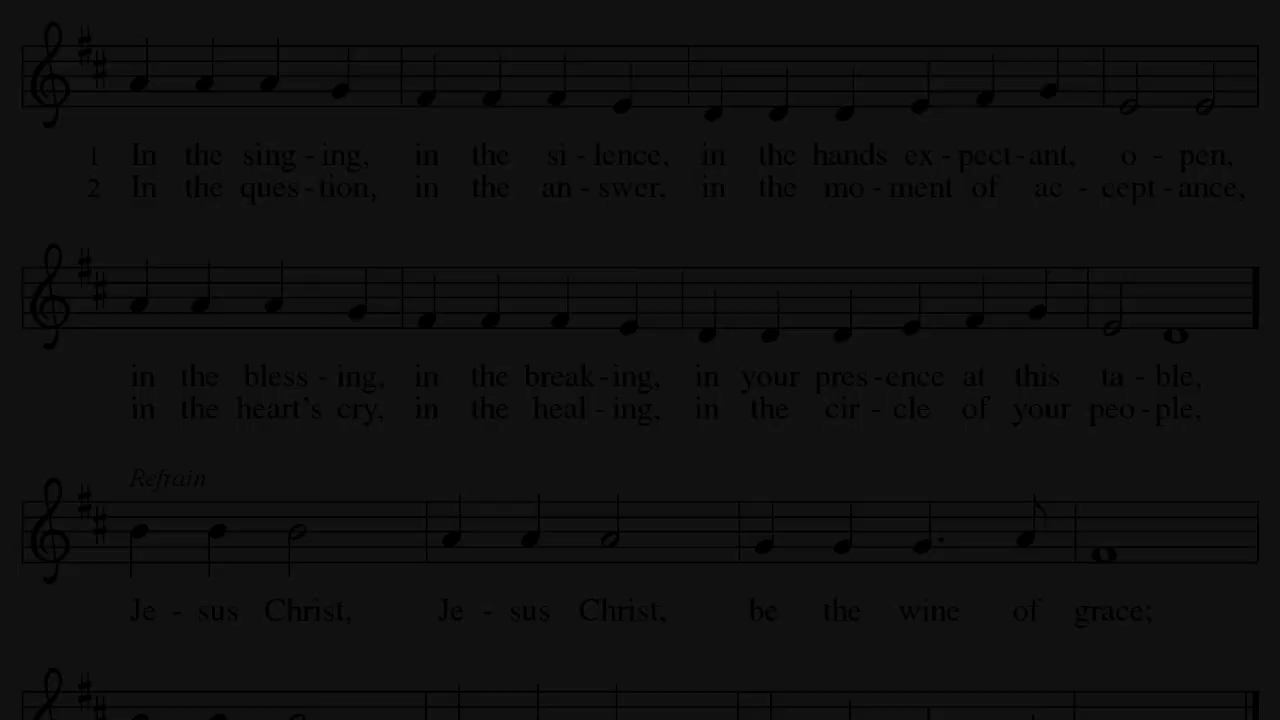 1 In the sing - ing, in the si - lence, in the hands ex - pect - ant, o - pen,
2 In the ques - tion, in the an - swer, in the mo - ment of ac - cept - ance,
in the bless - ing, in the break - ing, in your pres - ence at this ta - ble,
in the heart's cry, in the heal - ing, in the cir - cle of your peo - ple,
Refrain
Je - sus Christ, Je - sus Christ, be the wine of grace;